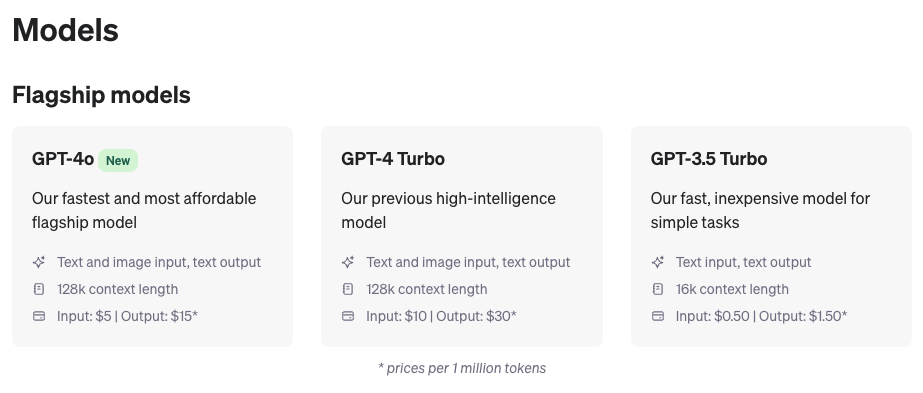 Models
Flagship models
GPT-4o New
Our fastest and most affordable
flagship model
Text and image input, text output
128k context length
Input: $5 | Output: $15*
GPT-4 Turbo
Our previous high-intelligence
model
Text and image input, text output
128k context length
Input: $10 | Output: $30*
GPT-3.5 Turbo
Our fast, inexpensive model for
simple tasks
Text input, text output
16k context length
Input: $0.50 | Output: $1.50*
* prices per 1 million tokens